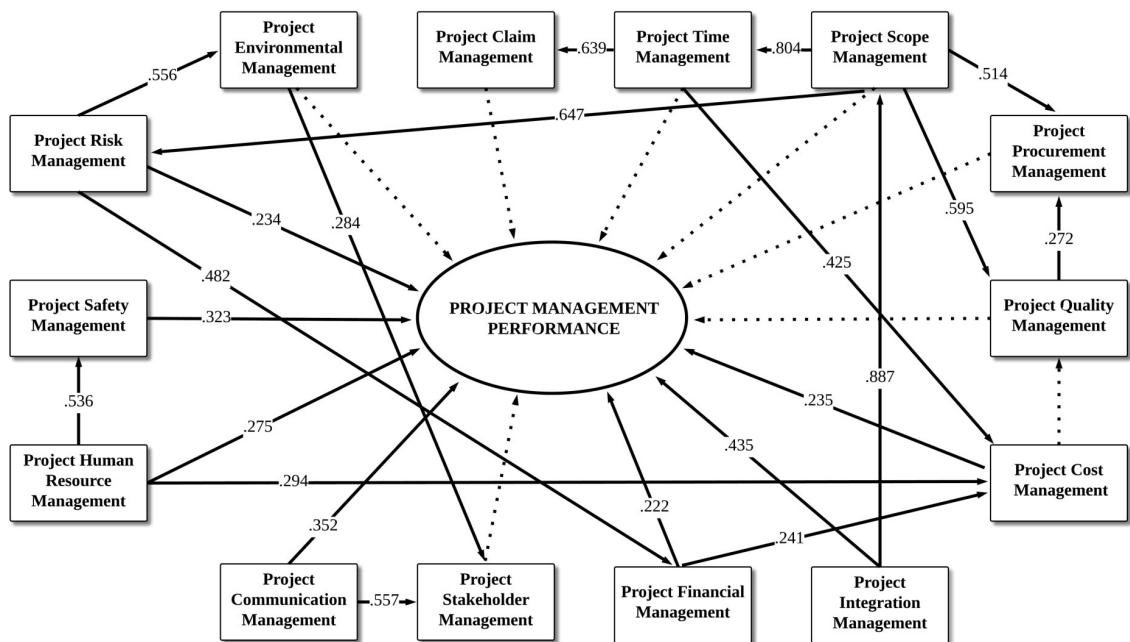 Project
Environmental
Management
Project Claim
Management
.639
Project Time
Management
.804
Project Scope
Management
.514
.556
.647
Project Risk
Management
Project
Procurement
Management
.234
.284
.595
.272
.482
.425
Project Safety
Management
.323
PROJECT MANAGEMENT
PERFORMANCE
Project Quality
Management
.887
.536
.235
.275
.435
Project Human
Resource
Management
.294
Project Cost
Management
.222
.352
.241
Project
Communication
Management
.557
Project
Stakeholder
Management
Project Financial
Management
Project
Integration
Management